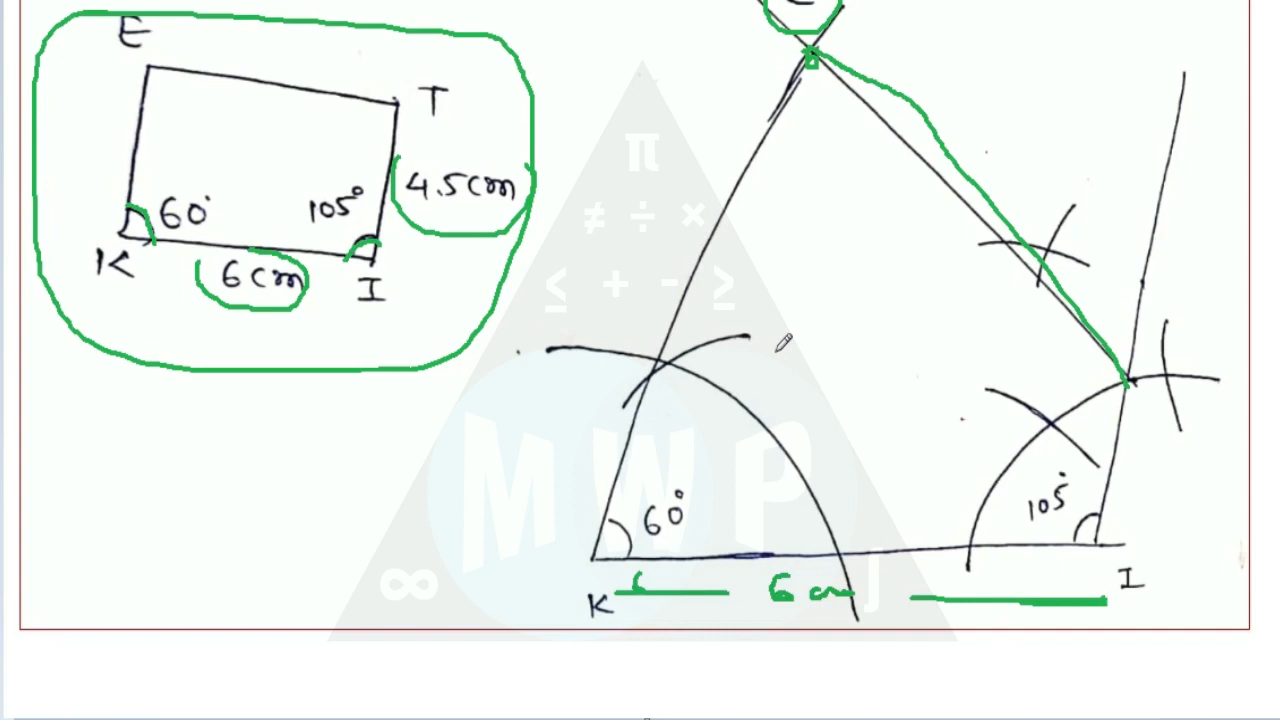 E
T
4.5cm
60°
105°
K
6cm
I
π
≠ ÷ ×
≤ + - ≥
MWP
∞
∫
60°
105°
6 cm
K
I